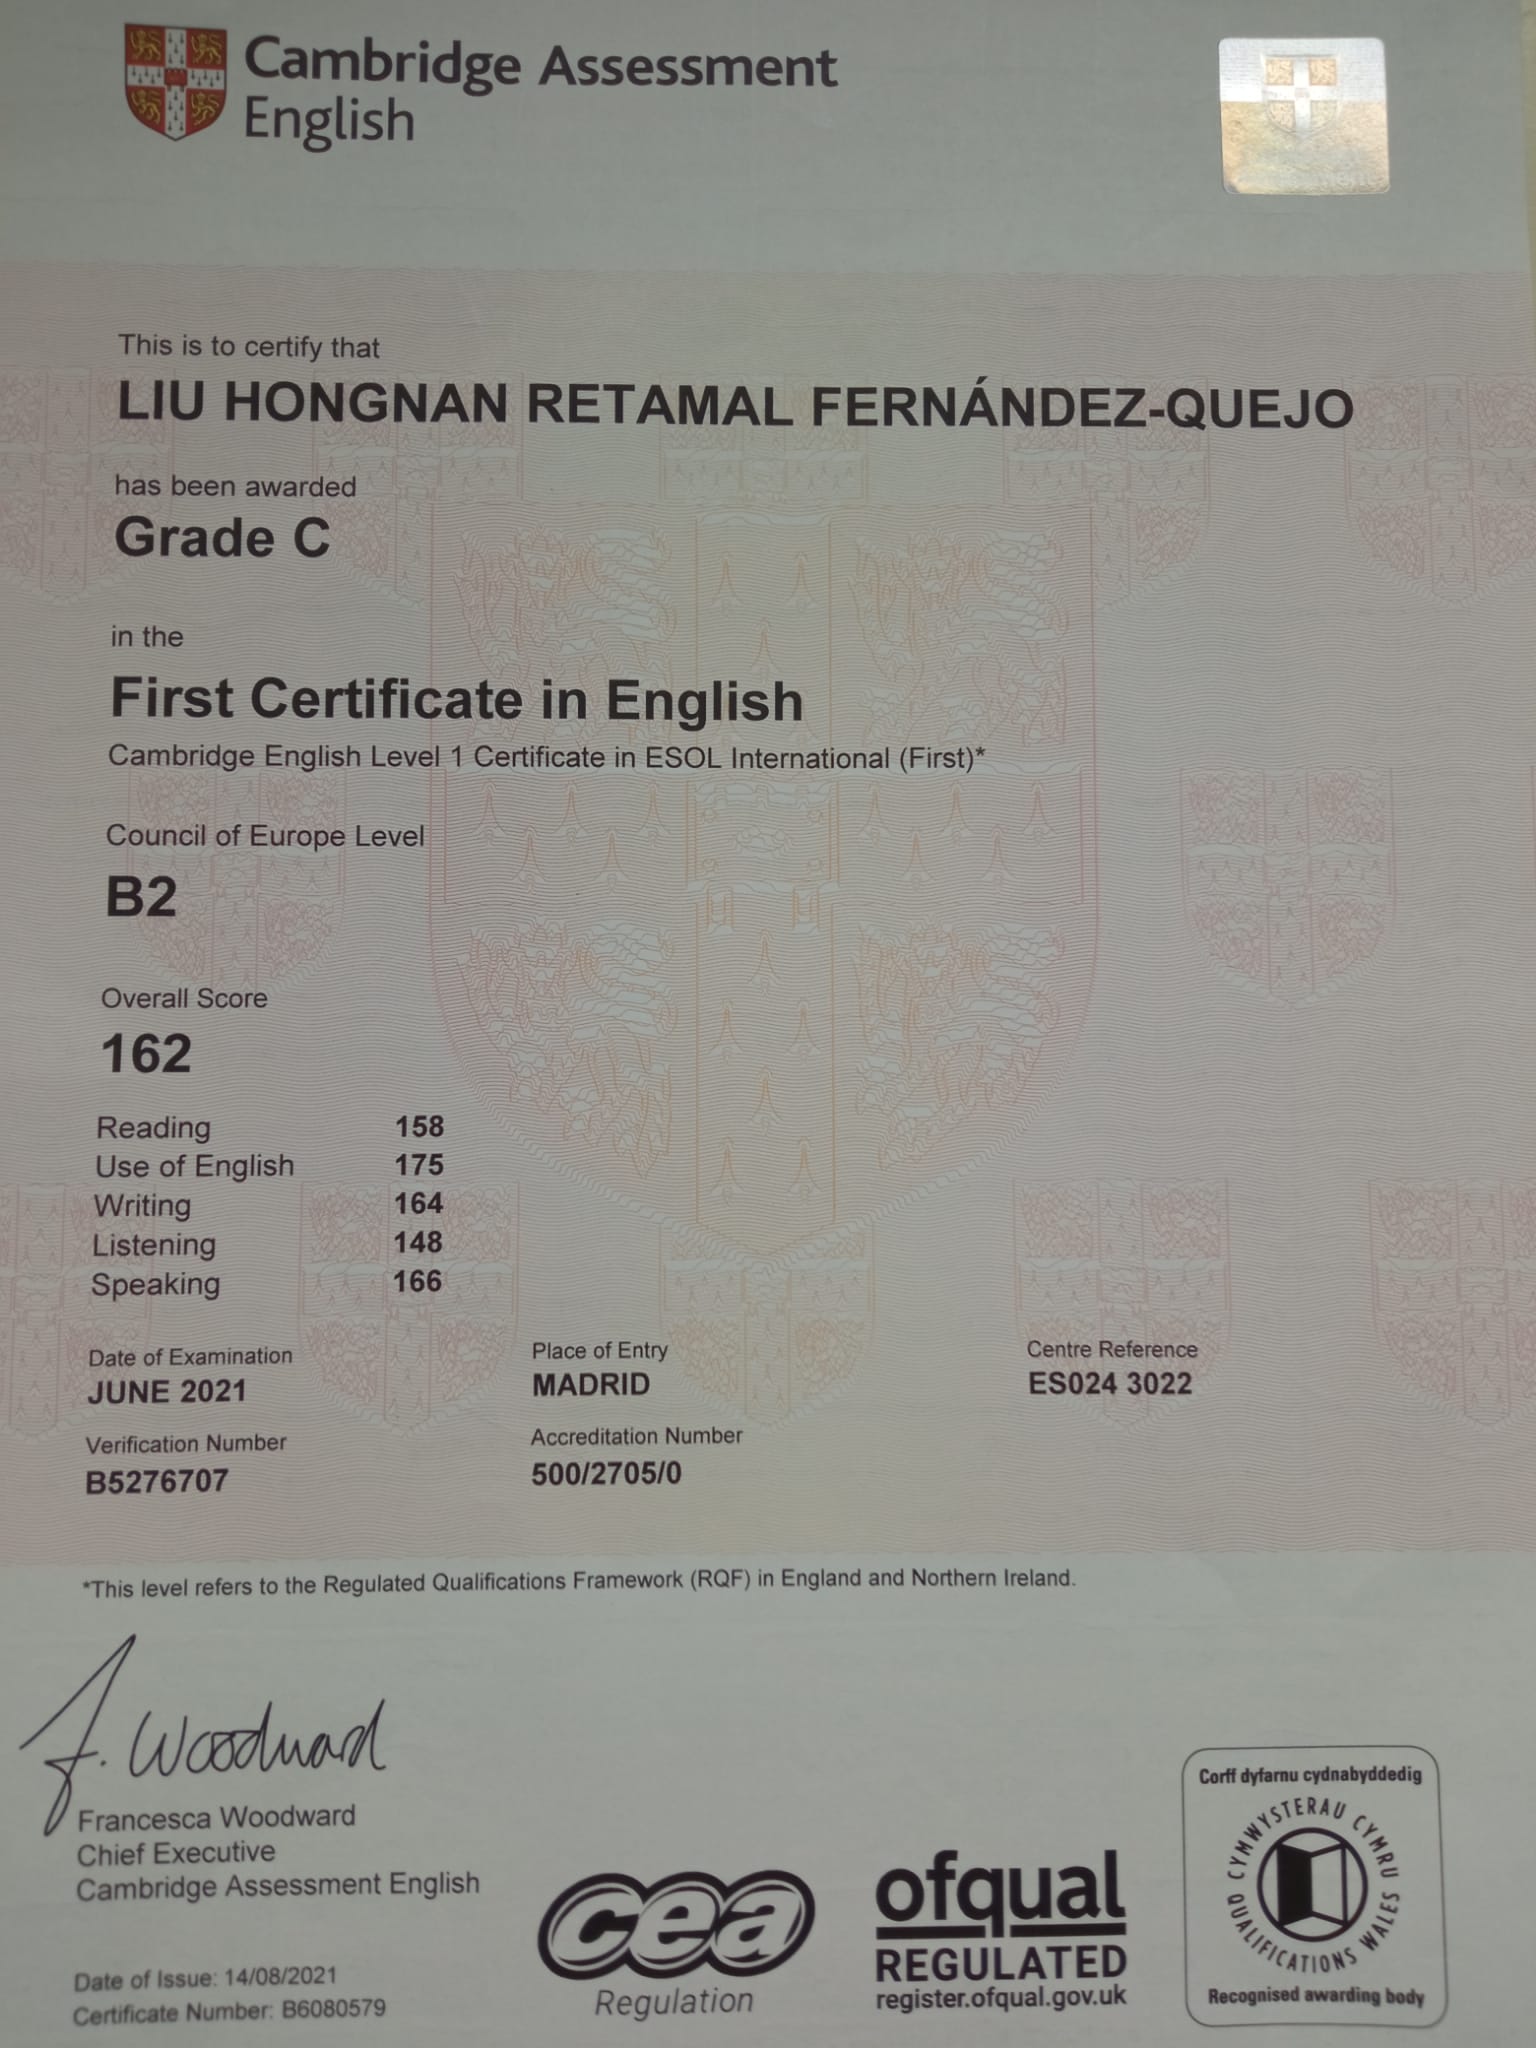 Cambridge Assessment
English
This is to certify that
LIU HONGNAN RETAMAL FERNÁNDEZ-QUEJO
has been awarded
Grade C
in the
First Certificate in English
Cambridge English Level 1 Certificate in ESOL International (First)*
Council of Europe Level
B2
Overall Score
162
Reading 158
Use of English 175
Writing 164
Listening 148
Speaking 166
Date of Examination Place of Entry Centre Reference
JUNE 2021 MADRID ES024 3022
Verification Number Accreditation Number
B5276707 500/2705/0
*This level refers to the Regulated Qualifications Framework (RQF) in England and Northern Ireland.
F. Woodward
Francesca Woodward
Chief Executive
Cambridge Assessment English
Date of Issue: 14/08/2021
Certificate Number: B6080579
cea
Regulation
ofqual
REGULATED
register.ofqual.gov.uk
Corff dyfarnu cydnabyddedig
CYMWYSTERAU CYMRU
QUALIFICATIONS WALES
Recognised awarding body